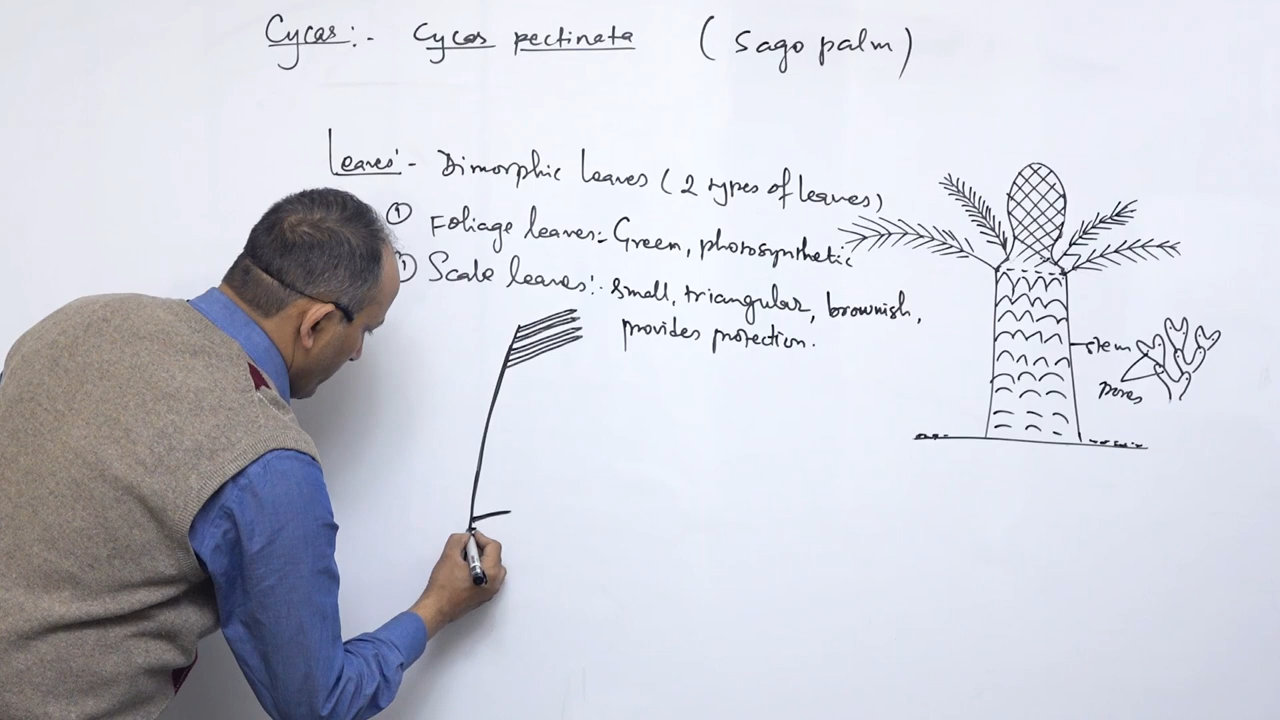 Cycas:- Cycas pectinata (Sago palm)
Leaves:- Dimorphic leaves (2 types of leaves)
① Foliage leaves:- Green, photosynthetic
① Scale leaves:- small, triangular, brownish,
provides protection.
stem
pores